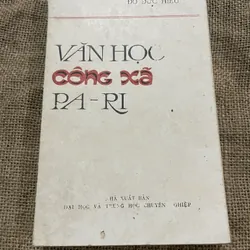 ĐỖ ĐỨC HIỂU
VĂN HỌC
CÔNG XÃ
PA-RI
NHÀ XUẤT BẢN
ĐẠI HỌC VÀ TRUNG HỌC CHUYÊN NGHIỆP